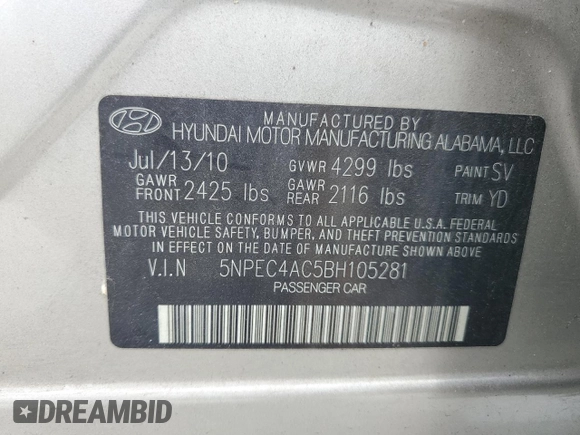 MANUFACTURED BY
HYUNDAI MOTOR MANUFACTURING ALABAMA, LLC
Jul/13/10 GVWR 4299 lbs PAINT SV
GAWR FRONT 2425 lbs GAWR REAR 2116 lbs TRIM YD
THIS VEHICLE CONFORMS TO ALL APPLICABLE U.S.A. FEDERAL
MOTOR VEHICLE SAFETY, BUMPER, AND THEFT PREVENTION STANDARDS
IN EFFECT ON THE DATE OF MANUFACTURE SHOWN ABOVE.
V.I.N 5NPEC4AC5BH105281
PASSENGER CAR
DREAMBID